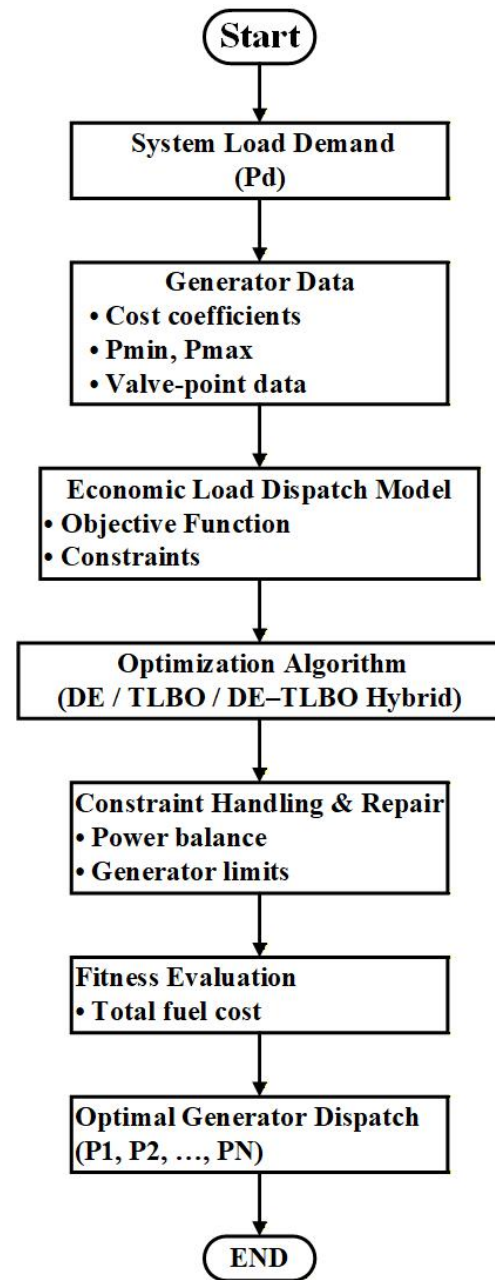 Start
System Load Demand
(Pd)
Generator Data
• Cost coefficients
• Pmin, Pmax
• Valve-point data
Economic Load Dispatch Model
• Objective Function
• Constraints
Optimization Algorithm
(DE / TLBO / DE–TLBO Hybrid)
Constraint Handling & Repair
• Power balance
• Generator limits
Fitness Evaluation
• Total fuel cost
Optimal Generator Dispatch
(P1, P2, …, PN)
END